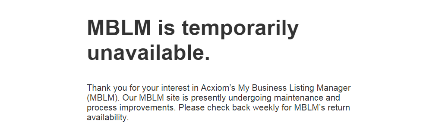 MBLM is temporarily
unavailable.
Thank you for your interest in Acxiom's My Business Listing Manager
(MBLM). Our MBLM site is presently undergoing maintenance and
process improvements. Please check back weekly for MBLM's return
availability.